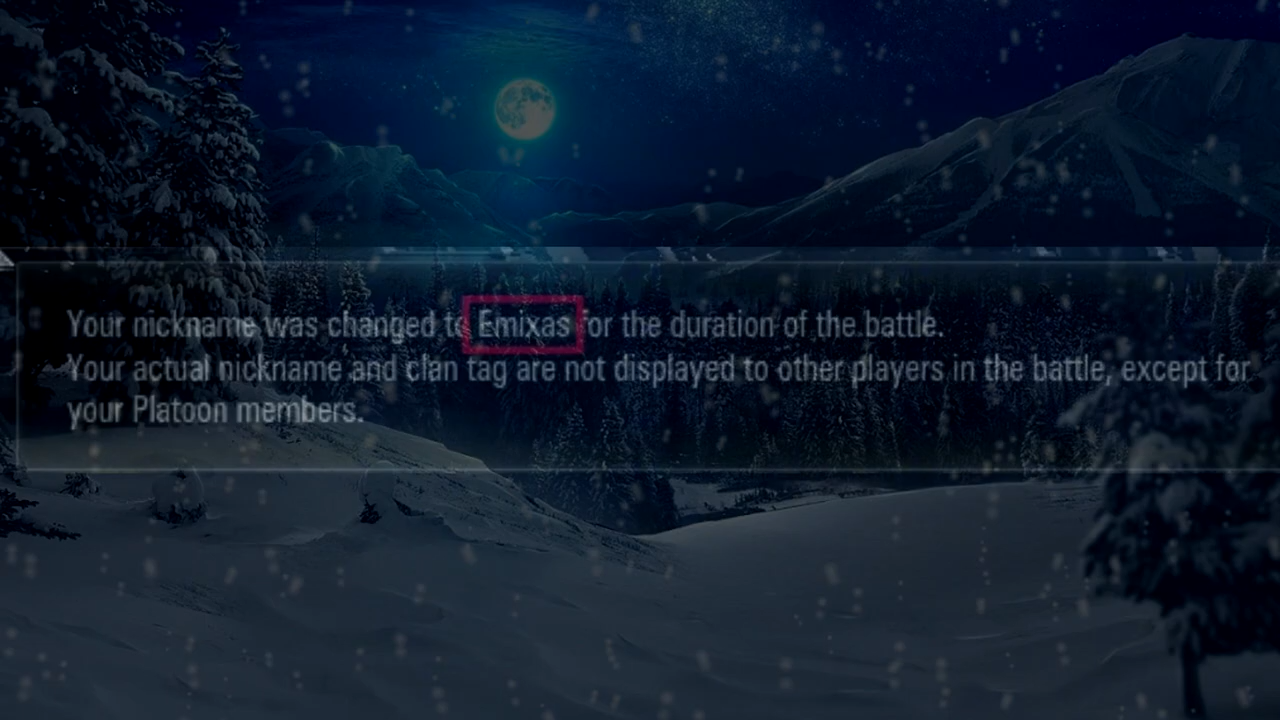 Your nickname was changed to Emixas for the duration of the battle.
Your actual nickname and clan tag are not displayed to other players in the battle, except for
your Platoon members.